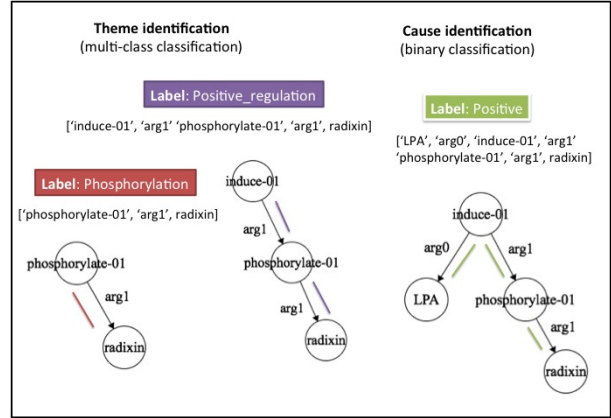 Theme identification
(multi-class classification)
Label: Positive_regulation
['induce-01', 'arg1' 'phosphorylate-01', 'arg1', radixin]
Label: Phosphorylation
['phosphorylate-01', 'arg1', radixin]
phosphorylate-01
arg1
radixin
induce-01
arg1
phosphorylate-01
arg1
radixin
Cause identification
(binary classification)
Label: Positive
['LPA', 'arg0', 'induce-01', 'arg1'
'phosphorylate-01', 'arg1', radixin]
induce-01
arg0
arg1
LPA
phosphorylate-01
arg1
radixin